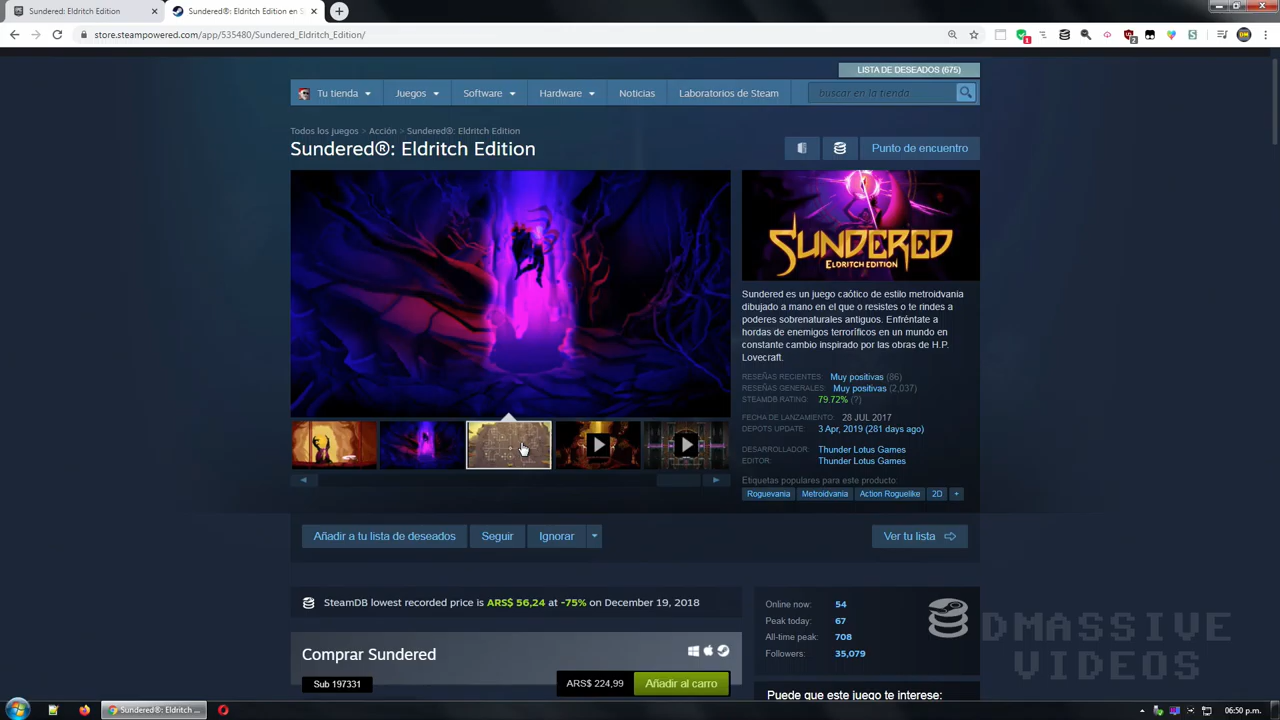 Sundered: Eldritch Edition
Sundered®: Eldritch Edition en S
store.steampowered.com/app/535480/Sundered_Eldritch_Edition/
LISTA DE DESEADOS (675)
Tu tienda
Juegos
Software
Hardware
Noticias
Laboratorios de Steam
buscar en la tienda
Todos los juegos > Acción > Sundered®: Eldritch Edition
Sundered®: Eldritch Edition
Punto de encuentro
SUNDERED
ELDRITCH EDITION
Sundered es un juego caótico de estilo metroidvania
dibujado a mano en el que o resistes o te rindes a
poderes sobrenaturales antiguos. Enfréntate a
hordas de enemigos terroríficos en un mundo en
constante cambio inspirado por las obras de H.P.
Lovecraft.
RESEÑAS RECIENTES: Muy positivas (86)
RESEÑAS GENERALES: Muy positivas (2,037)
STEAMDB RATING: 79.72% (?)
FECHA DE LANZAMIENTO: 28 JUL 2017
DEPOTS UPDATE: 3 Apr, 2019 (281 days ago)
DESARROLLADOR: Thunder Lotus Games
EDITOR: Thunder Lotus Games
Etiquetas populares para este producto:
Roguevania
Metroidvania
Action Roguelike
2D
+
Añadir a tu lista de deseados
Seguir
Ignorar
Ver tu lista
SteamDB lowest recorded price is ARS$ 56,24 at -75% on December 19, 2018
Online now: 54
Peak today: 67
All-time peak: 708
Followers: 35,079
DMASSIVE
VIDEOS
Comprar Sundered
Sub 197331
ARS$ 224,99
Añadir al carro
Puede que este juego te interese:
Sundered®: Eldritch ...
06:50 p.m.